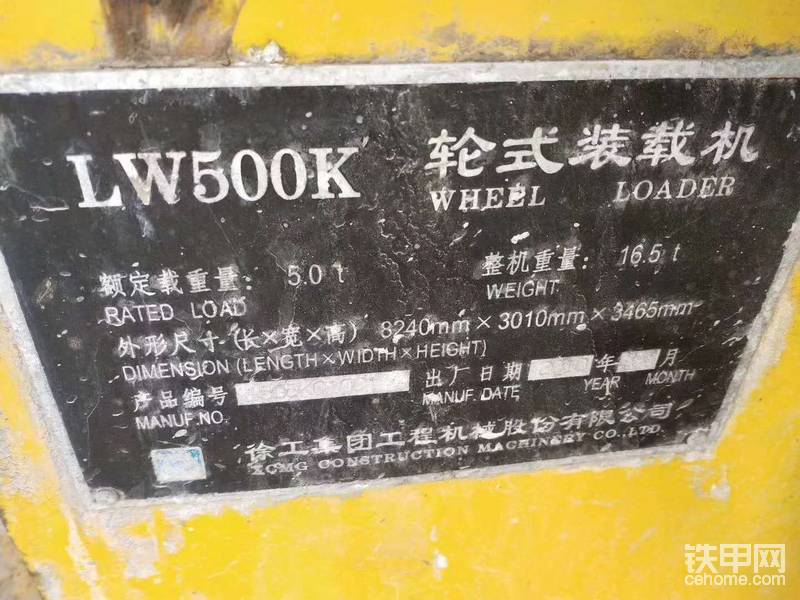 LW500K 轮式装载机
WHEEL LOADER
额定载重量: 5.0 t 整机重量: 16.5 t
RATED LOAD WEIGHT
外形尺寸 (长×宽×高) 8240mm×3010mm×3465mm
DIMENSION (LENGTH×WIDTH×HEIGHT)
产品编号 出厂日期 年 月
MANUF.NO. MANUF.DATE YEAR MONTH
徐工集团工程机械股份有限公司
XCMG CONSTRUCTION MACHINERY CO.,LTD.
铁甲网
cehome.com